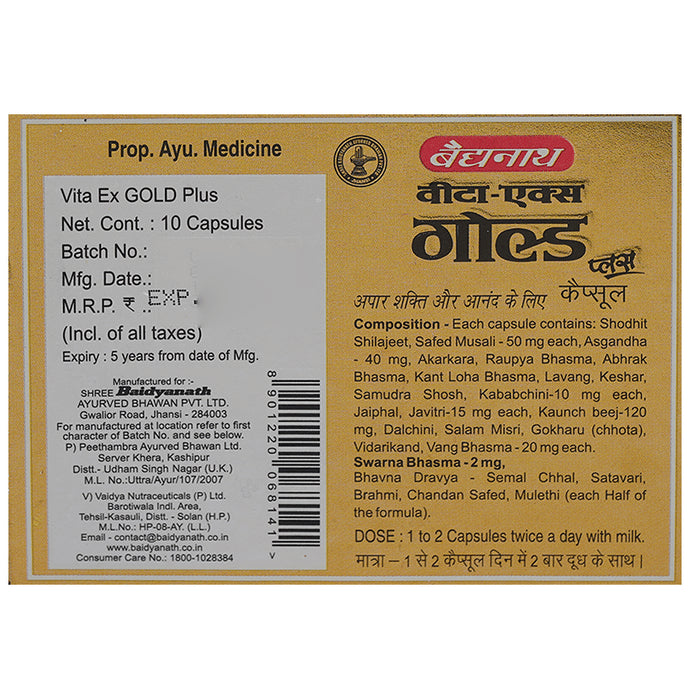 Prop. Ayu. Medicine
Vita Ex GOLD Plus
Net. Cont. : 10 Capsules
Batch No.:
Mfg. Date.:
M.R.P. ₹ .: EXP.
(Incl. of all taxes)
Expiry : 5 years from date of Mfg.
Manufactured for :-
SHREE Baidyanath
AYURVED BHAWAN PVT. LTD.
Gwalior Road, Jhansi - 284003
For manufactured at location refer to first
character of Batch No. and see below.
P) Peethambra Ayurved Bhawan Ltd.
Server Khera, Kashipur
Distt.- Udham Singh Nagar (U.K.)
M.L. No.:Uttra/Ayur/107/2007
V) Vaidya Nutraceuticals (P) Ltd.
Barotiwala Indl. Area,
Tehsil-Kasauli, Distt. - Solan (H.P.)
M.L.No.: HP-08-AY. (L.L.)
Email - contact@baidyanath.co.in
www.baidyanath.co.in
Consumer Care No.: 1800-1028384
8 901220 068141 >
बैद्यनाथ
वीटा-एक्स
गोल्ड
प्लस
कैप्सूल
अपार शक्ति और आनंद के लिए
Composition - Each capsule contains: Shodhit
Shilajeet, Safed Musali - 50 mg each, Asgandha
- 40 mg, Akarkara, Raupya Bhasma, Abhrak
Bhasma, Kant Loha Bhasma, Lavang, Keshar,
Samudra Shosh, Kababchini-10 mg each,
Jaiphal, Javitri-15 mg each, Kaunch beej-120
mg, Dalchini, Salam Misri, Gokharu (chhota),
Vidarikand, Vang Bhasma - 20 mg each.
Swarna Bhasma - 2 mg,
Bhavna Dravya - Semal Chhal, Satavari,
Brahmi, Chandan Safed, Mulethi (each Half of
the formula).
DOSE : 1 to 2 Capsules twice a day with milk.
मात्रा – 1 से 2 कैप्सूल दिन में 2 बार दूध के साथ।